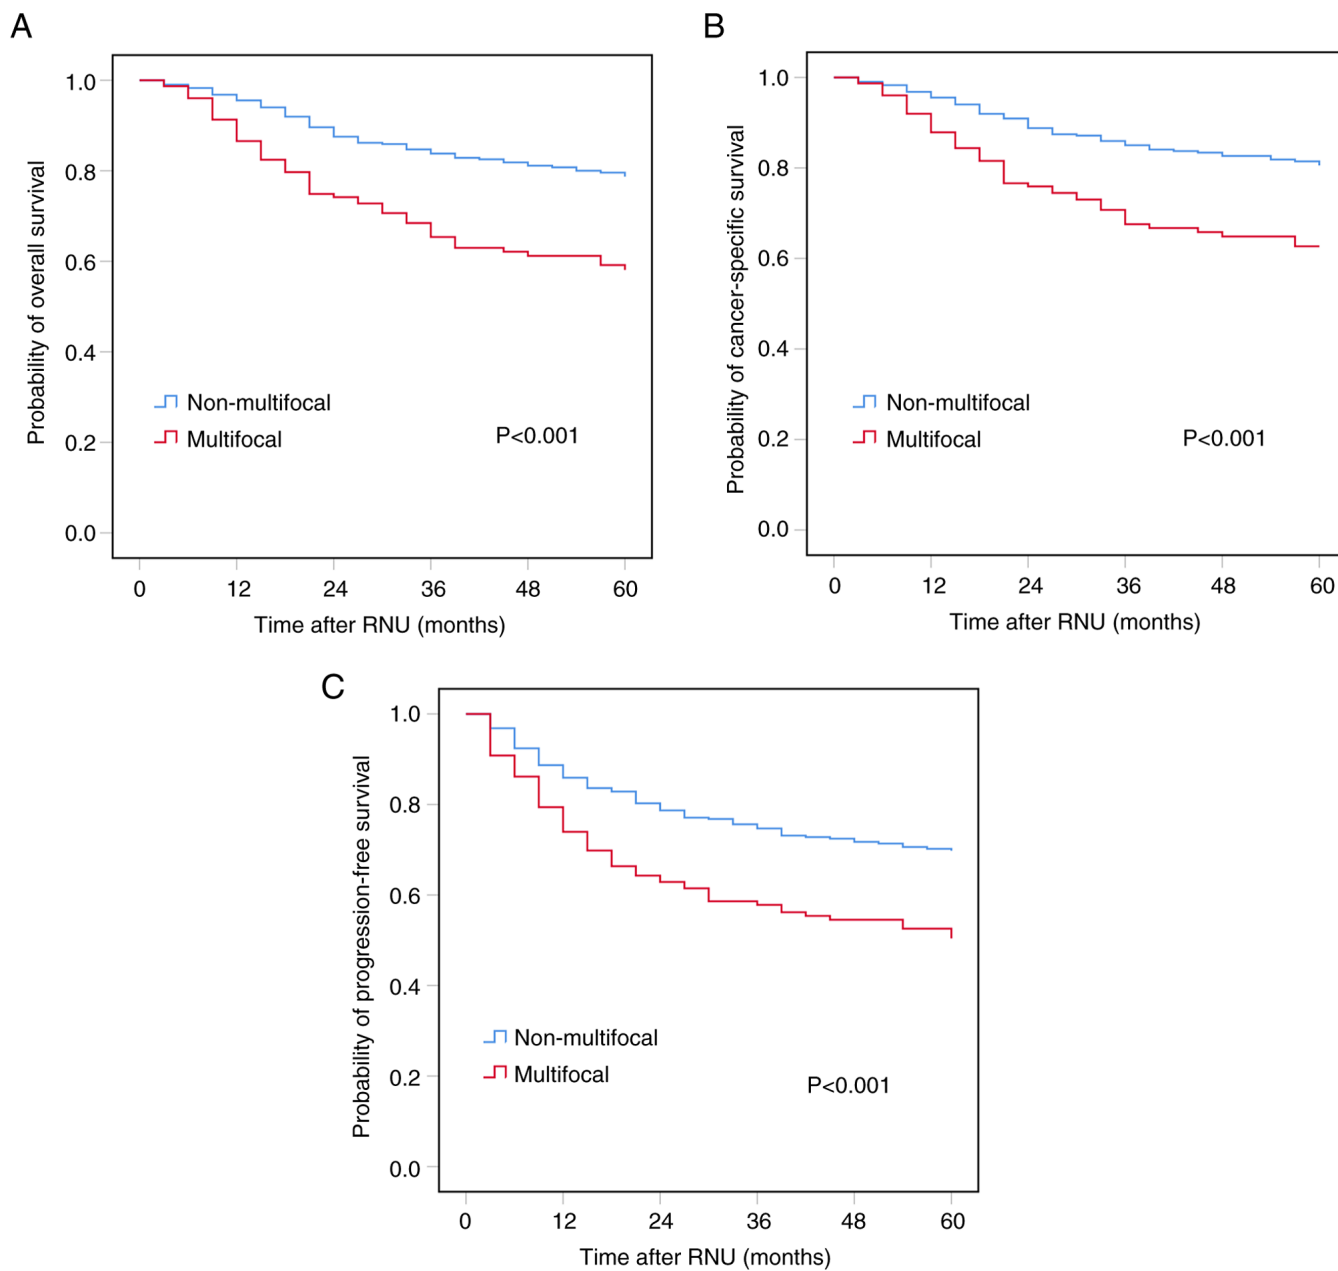 A
Probability of overall survival
1.0
0.8
0.6
0.4
0.2
0.0
Non-multifocal
Multifocal
P<0.001
0 12 24 36 48 60
Time after RNU (months)
B
Probability of cancer-specific survival
1.0
0.8
0.6
0.4
0.2
0.0
Non-multifocal
Multifocal
P<0.001
0 12 24 36 48 60
Time after RNU (months)
C
Probability of progression-free survival
1.0
0.8
0.6
0.4
0.2
0.0
Non-multifocal
Multifocal
P<0.001
0 12 24 36 48 60
Time after RNU (months)